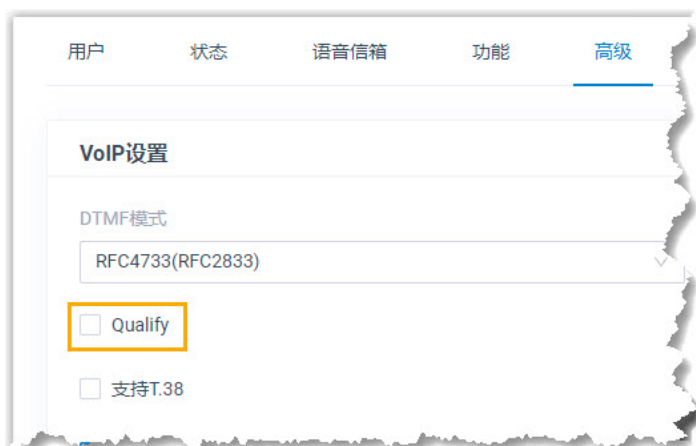 用户 状态 语音信箱 功能 高级
VoIP设置
DTMF模式
RFC4733(RFC2833)
Qualify
支持T.38